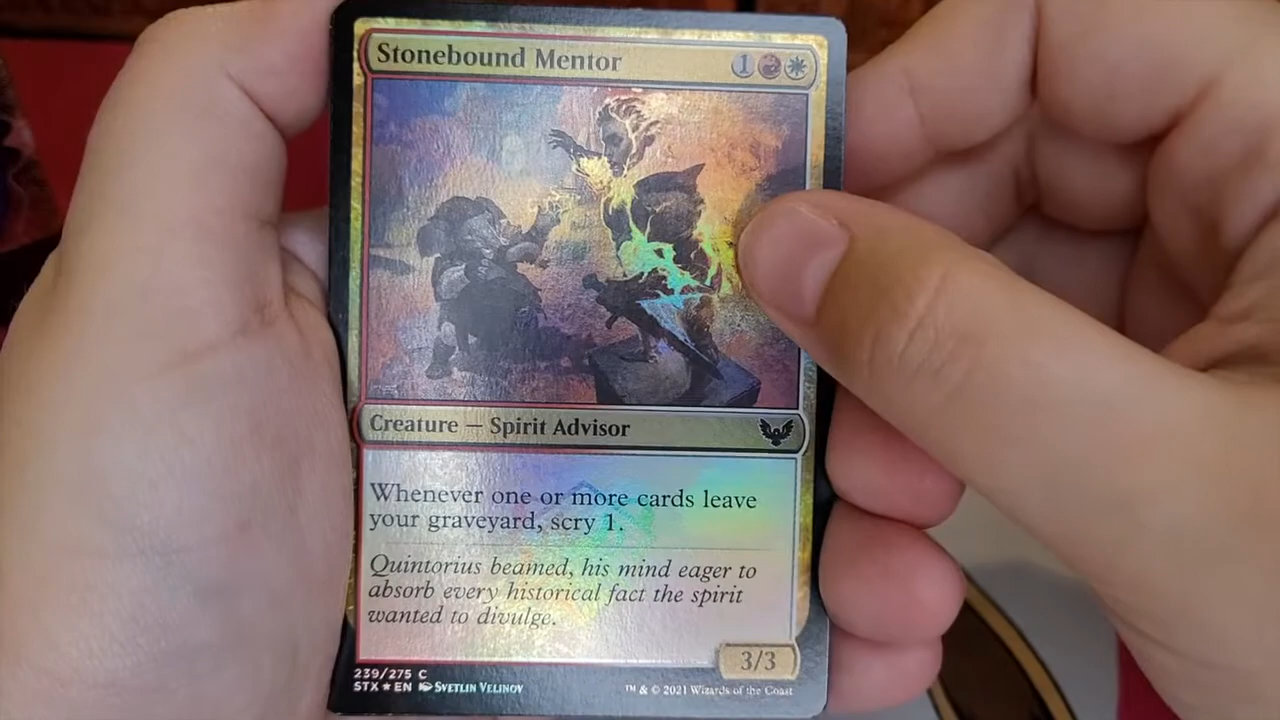 Stonebound Mentor 1
Creature — Spirit Advisor
Whenever one or more cards leave
your graveyard, scry 1.
Quintorius beamed, his mind eager to
absorb every historical fact the spirit
wanted to divulge.
3/3
239/275 C
STX★EN Svetlin Velinov
™ & © 2021 Wizards of the Coast